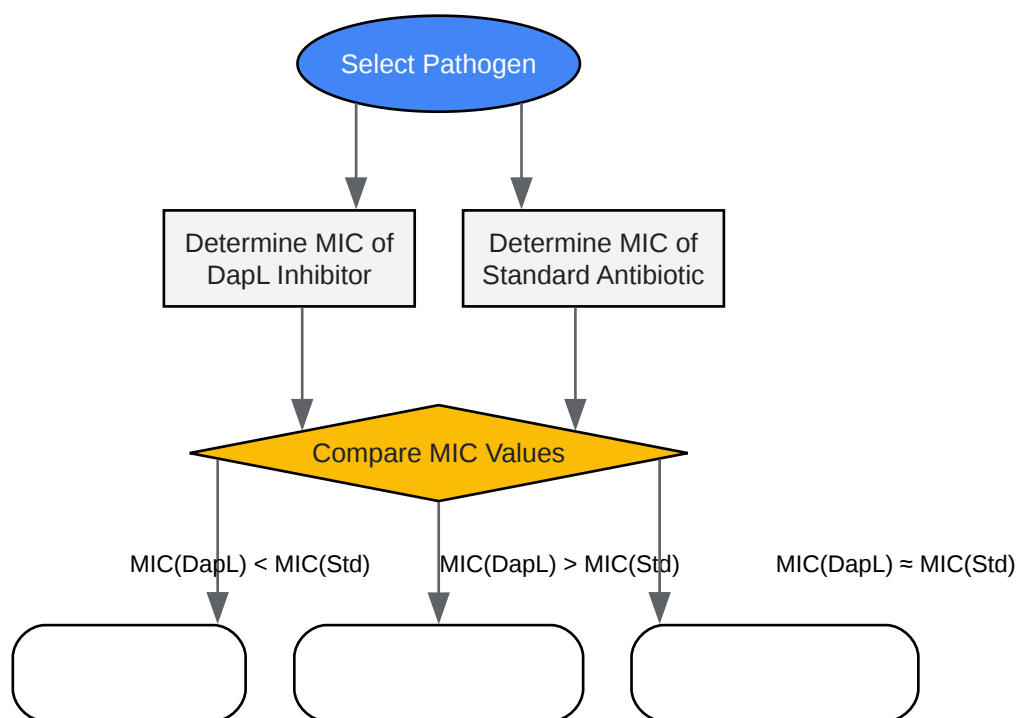 Select Pathogen
Determine MIC of
DapL Inhibitor
Determine MIC of
Standard Antibiotic
Compare MIC Values
MIC(DapL) < MIC(Std)
MIC(DapL) > MIC(Std)
MIC(DapL) ≈ MIC(Std)